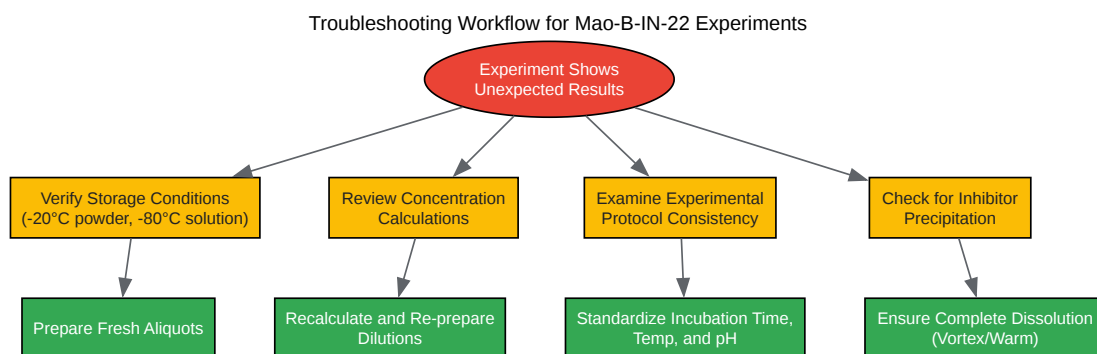 Troubleshooting Workflow for Mao-B-IN-22 Experiments
Experiment Shows
Unexpected Results
Verify Storage Conditions
(-20°C powder, -80°C solution)
Review Concentration
Calculations
Examine Experimental
Protocol Consistency
Check for Inhibitor
Precipitation
Prepare Fresh Aliquots
Recalculate and Re-prepare
Dilutions
Standardize Incubation Time,
Temp, and pH
Ensure Complete Dissolution
(Vortex/Warm)